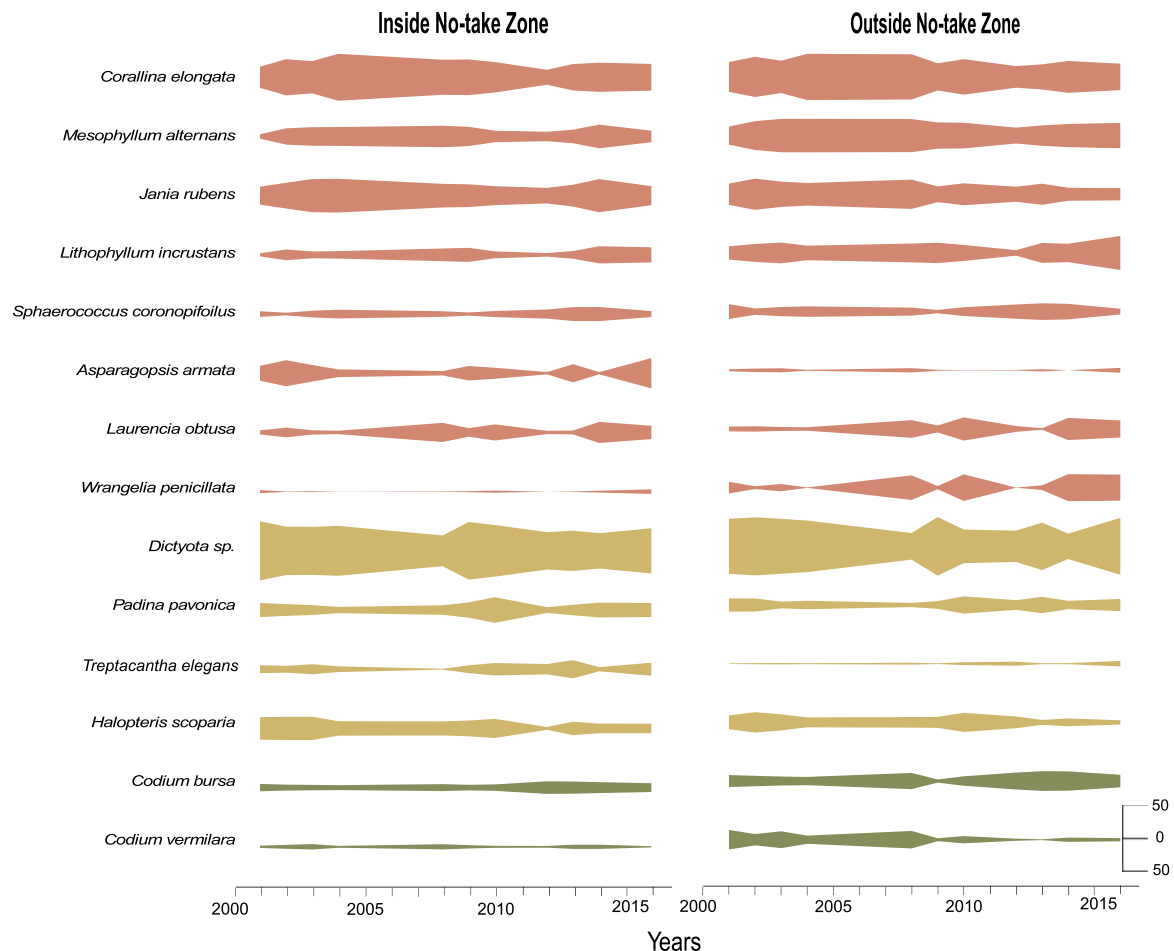 Inside No-take Zone
Outside No-take Zone
Corallina elongata
Mesophyllum alternans
Jania rubens
Lithophyllum incrustans
Sphaerococcus coronopifoilus
Asparagopsis armata
Laurencia obtusa
Wrangelia penicillata
Dictyota sp.
Padina pavonica
Treptacantha elegans
Halopteris scoparia
Codium bursa
Codium vermilara
50
0
50
2000 2005 2010 2015
2000 2005 2010 2015
Years